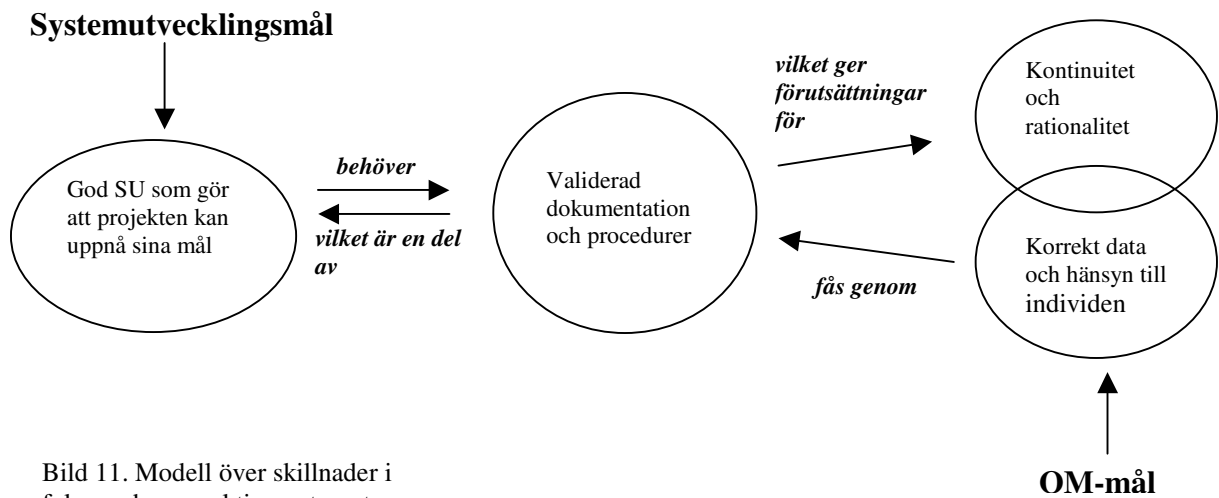 Systemutvecklingsmål
God SU som gör
att projekten kan
uppnå sina mål
behöver
vilket är en del
av
Validerad
dokumentation
och procedurer
vilket ger
förutsättningar
för
Kontinuitet
och
rationalitet
fås genom
Korrekt data
och hänsyn till
individen
OM-mål
Bild 11. Modell över skillnader i